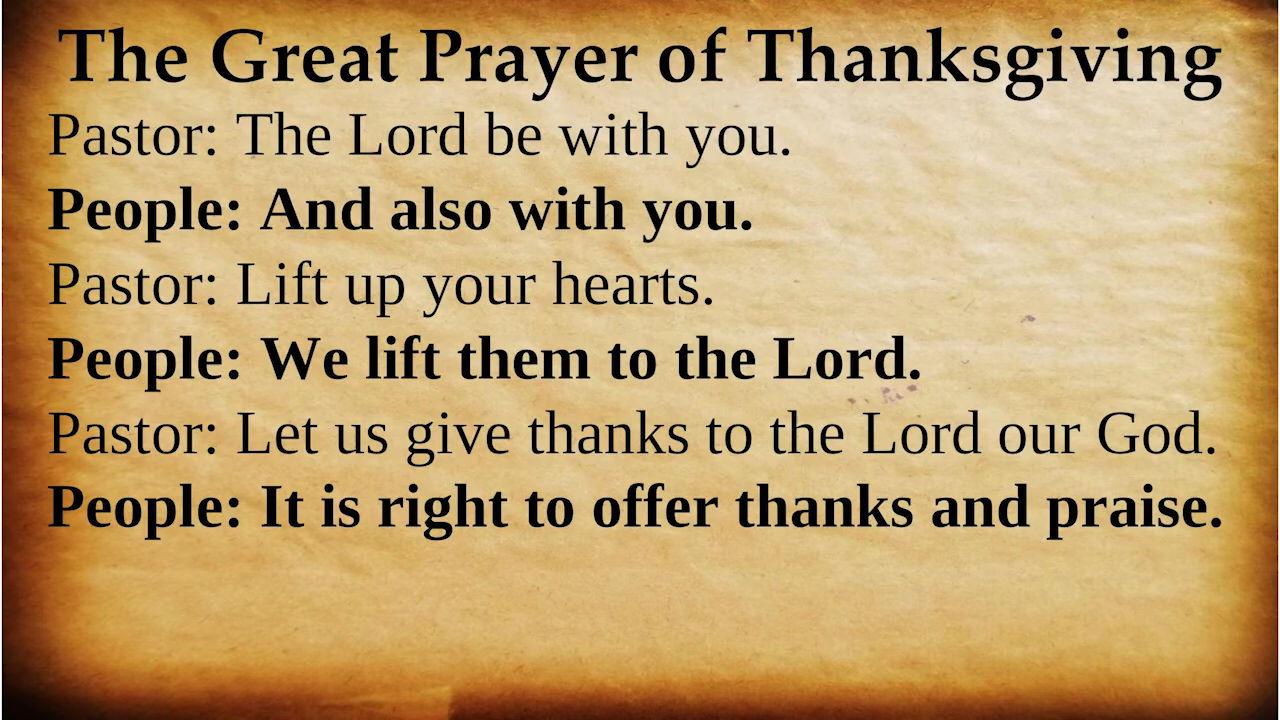 The Great Prayer of Thanksgiving
Pastor: The Lord be with you.
People: And also with you.
Pastor: Lift up your hearts.
People: We lift them to the Lord.
Pastor: Let us give thanks to the Lord our God.
People: It is right to offer thanks and praise.